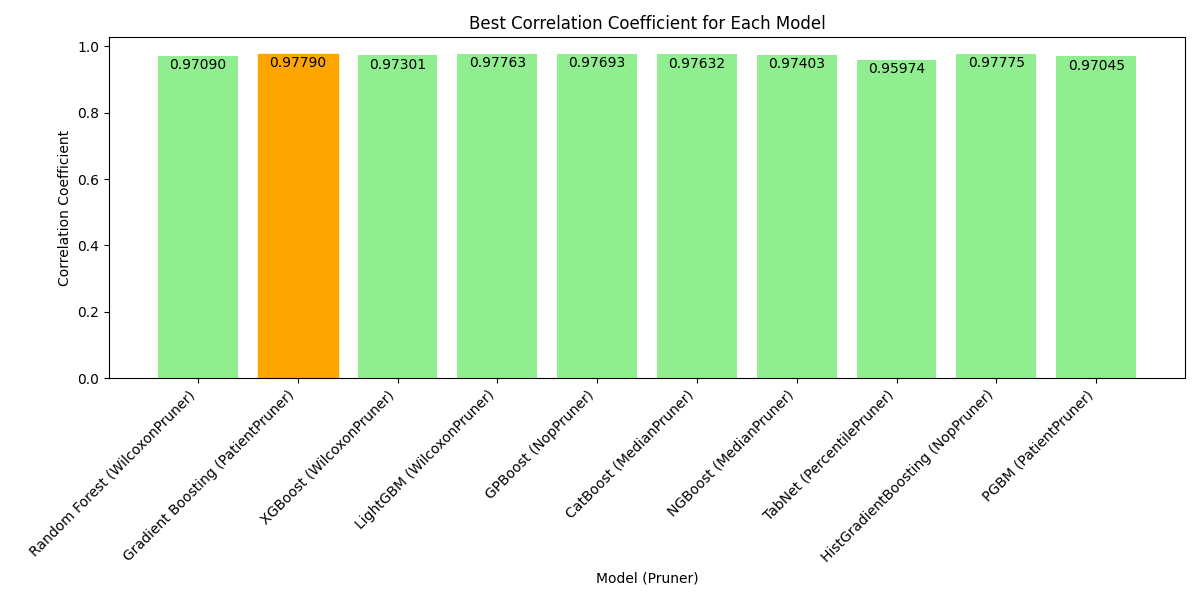 Best Correlation Coefficient for Each Model
Correlation Coefficient
1.0
0.8
0.6
0.4
0.2
0.0
0.97090
0.97790
0.97301
0.97763
0.97693
0.97632
0.97403
0.95974
0.97775
0.97045
Random Forest (WilcoxonPruner)
Gradient Boosting (PatientPruner)
XGBoost (WilcoxonPruner)
LightGBM (WilcoxonPruner)
GPBoost (NopPruner)
CatBoost (MedianPruner)
NGBoost (MedianPruner)
TabNet (PercentilePruner)
HistGradientBoosting (NopPruner)
PGBM (PatientPruner)
Model (Pruner)